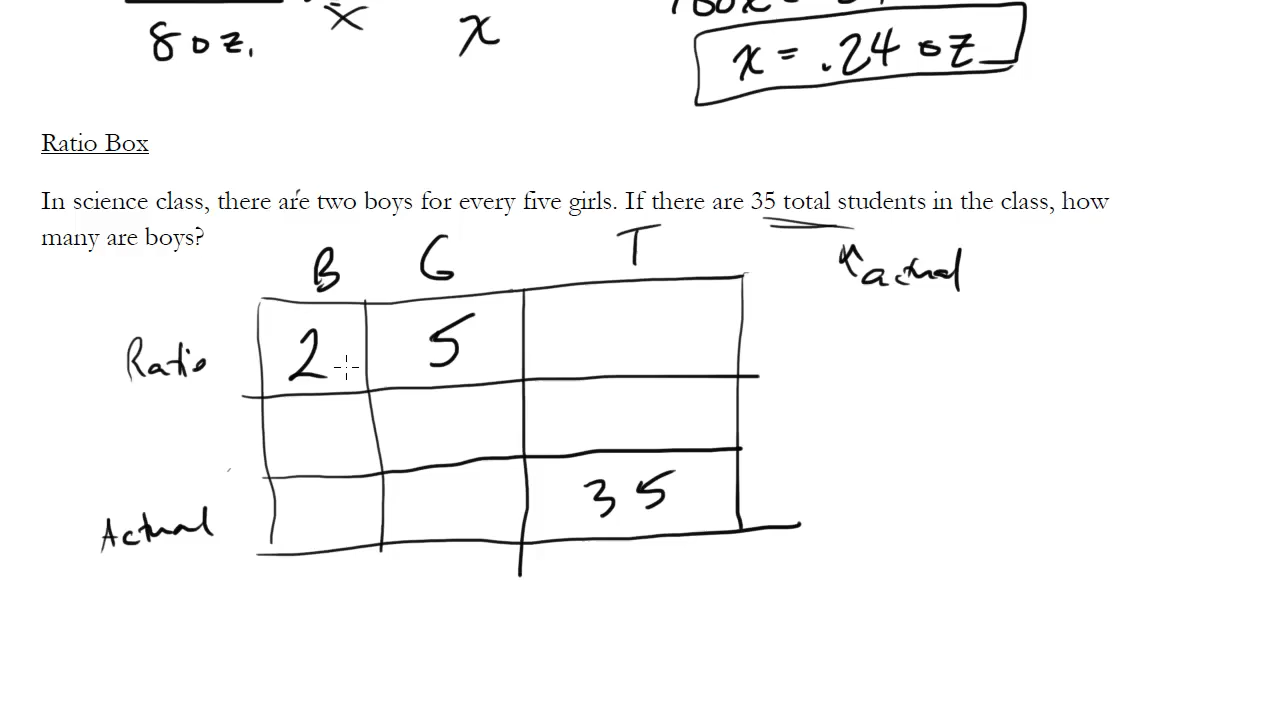 8 oz. x x
x = .24 oz
Ratio Box
In science class, there are two boys for every five girls. If there are 35 total students in the class, how
many are boys?
B G T
actual
Ratio 2 5
Actual 35